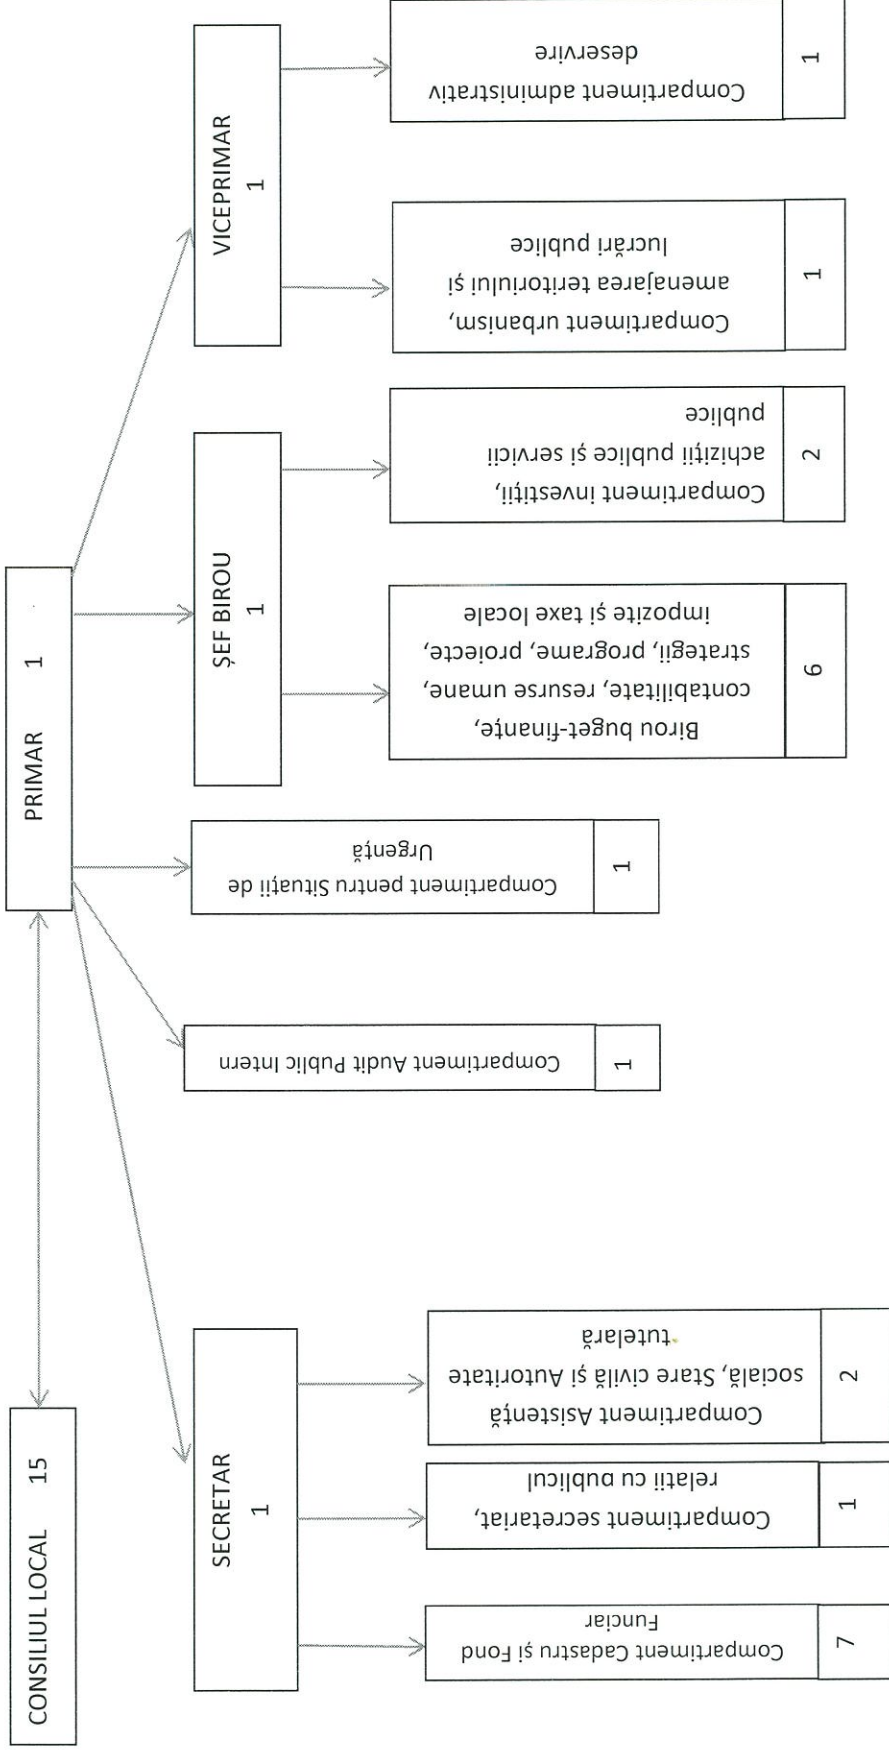 CONSILIUL LOCAL 15
PRIMAR 1
SECRETAR
1
ȘEF BIROU
1
VICEPRIMAR
1
Compartiment Cadastru și Fond
Funciar
7
Compartiment secretariat,
relatii cu publicul
1
Compartiment Asistență
socială, Stare civilă și Autoritate
tutelară
2
Compartiment Audit Public Intern
1
Compartiment pentru Situații de
Urgență
1
Birou buget-finanțe,
contabilitate, resurse umane,
strategii, programe, proiecte,
impozite și taxe locale
6
Compartiment investiții,
achiziții publice și servicii
publice
2
Compartiment urbanism,
amenajarea teritoriului și
lucrări publice
1
Compartiment administrativ
deservire
1